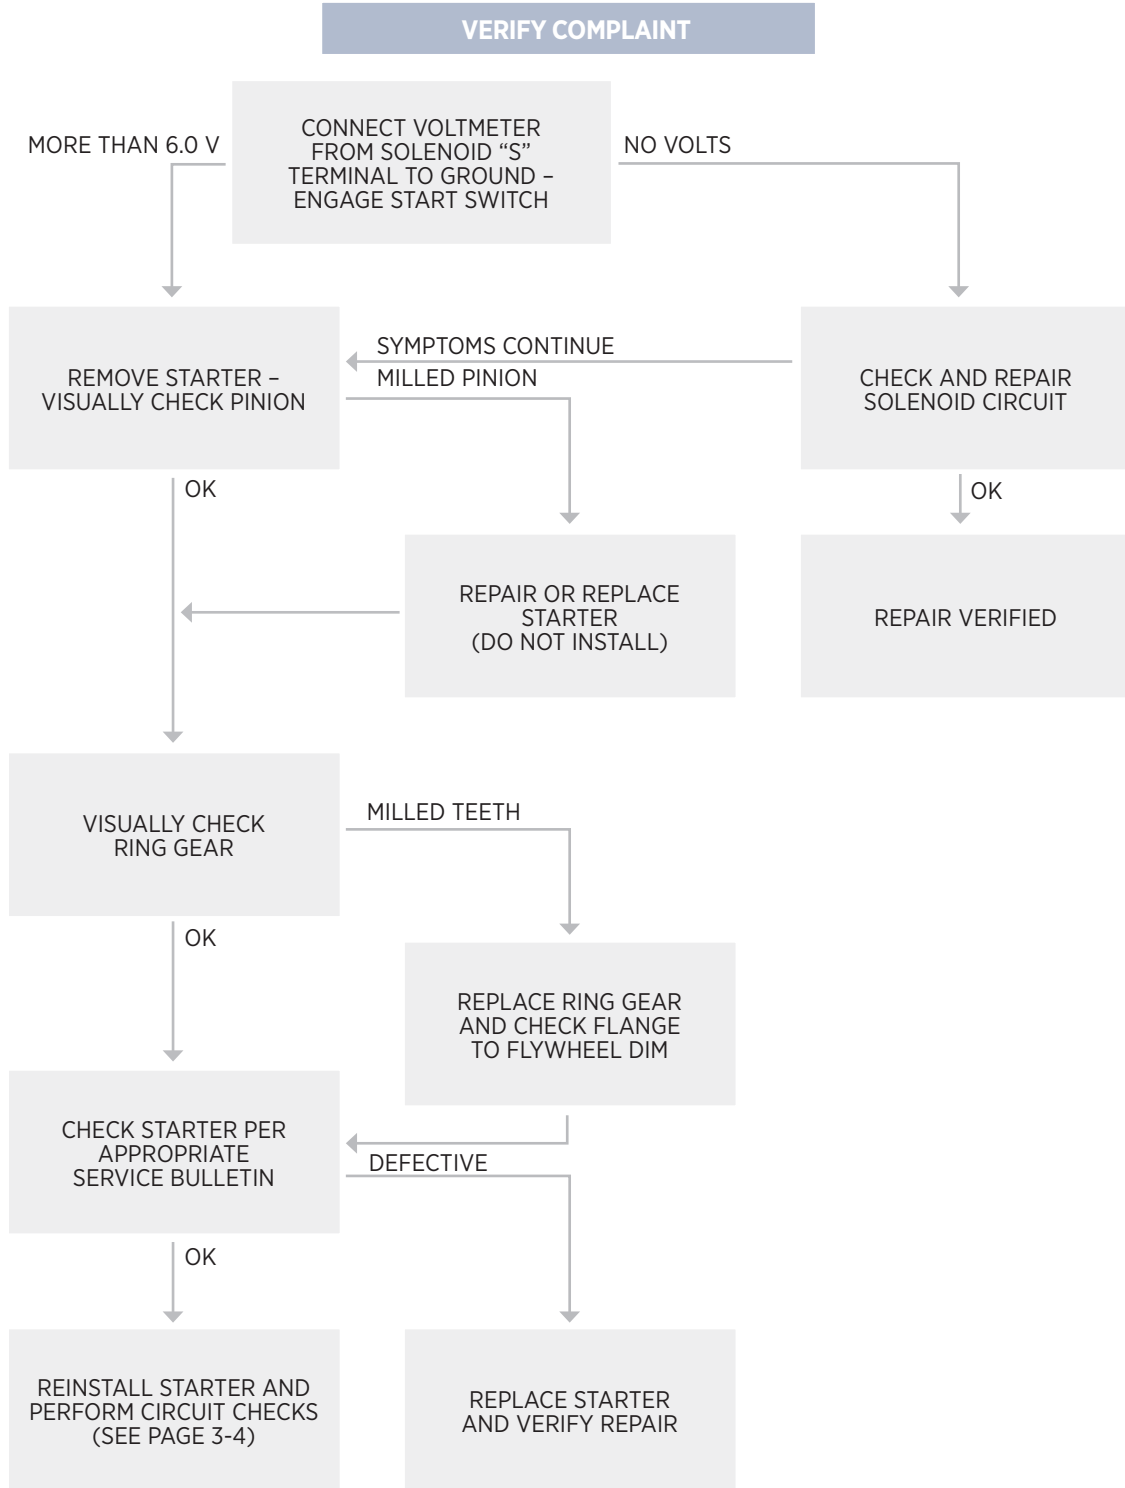 VERIFY COMPLAINT
MORE THAN 6.0 V
CONNECT VOLTMETER
FROM SOLENOID “S”
TERMINAL TO GROUND –
ENGAGE START SWITCH
NO VOLTS
REMOVE STARTER –
VISUALLY CHECK PINION
SYMPTOMS CONTINUE
MILLED PINION
CHECK AND REPAIR
SOLENOID CIRCUIT
OK
OK
REPAIR OR REPLACE
STARTER
(DO NOT INSTALL)
REPAIR VERIFIED
VISUALLY CHECK
RING GEAR
MILLED TEETH
OK
REPLACE RING GEAR
AND CHECK FLANGE
TO FLYWHEEL DIM
CHECK STARTER PER
APPROPRIATE
SERVICE BULLETIN
DEFECTIVE
OK
REINSTALL STARTER AND
PERFORM CIRCUIT CHECKS
(SEE PAGE 3-4)
REPLACE STARTER
AND VERIFY REPAIR